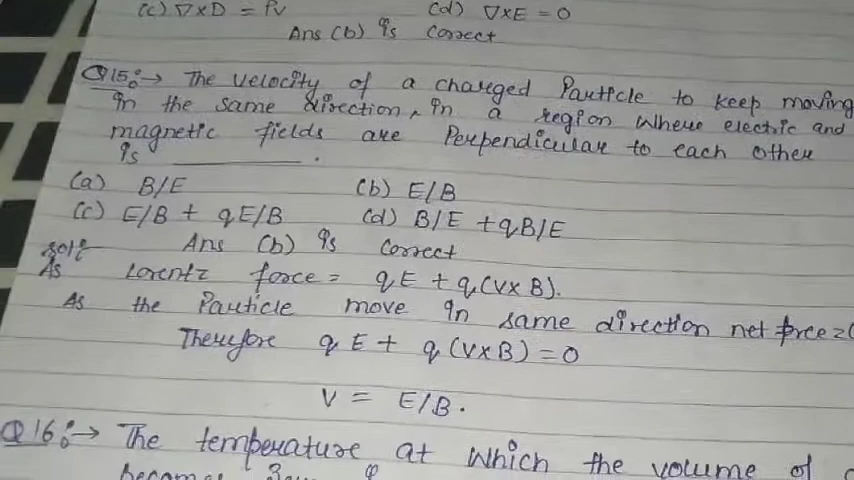 (c) ∇×D = ρv (d) ∇×E = 0
Ans (b) is correct
Q15:→ The velocity of a charged Particle to keep moving
in the same direction, in a region where electric and
magnetic fields are Perpendicular to each other
is ________.
(a) B/E (b) E/B
(c) E/B + qE/B (d) B/E + qB/E
sol:- Ans (b) is correct
As Lorentz force = qE + q(V×B).
As the Particle move in same direction net force =
Therefore qE + q(V×B) = 0
V = E/B.
Q16:→ The temperature at which the volume of
becomes